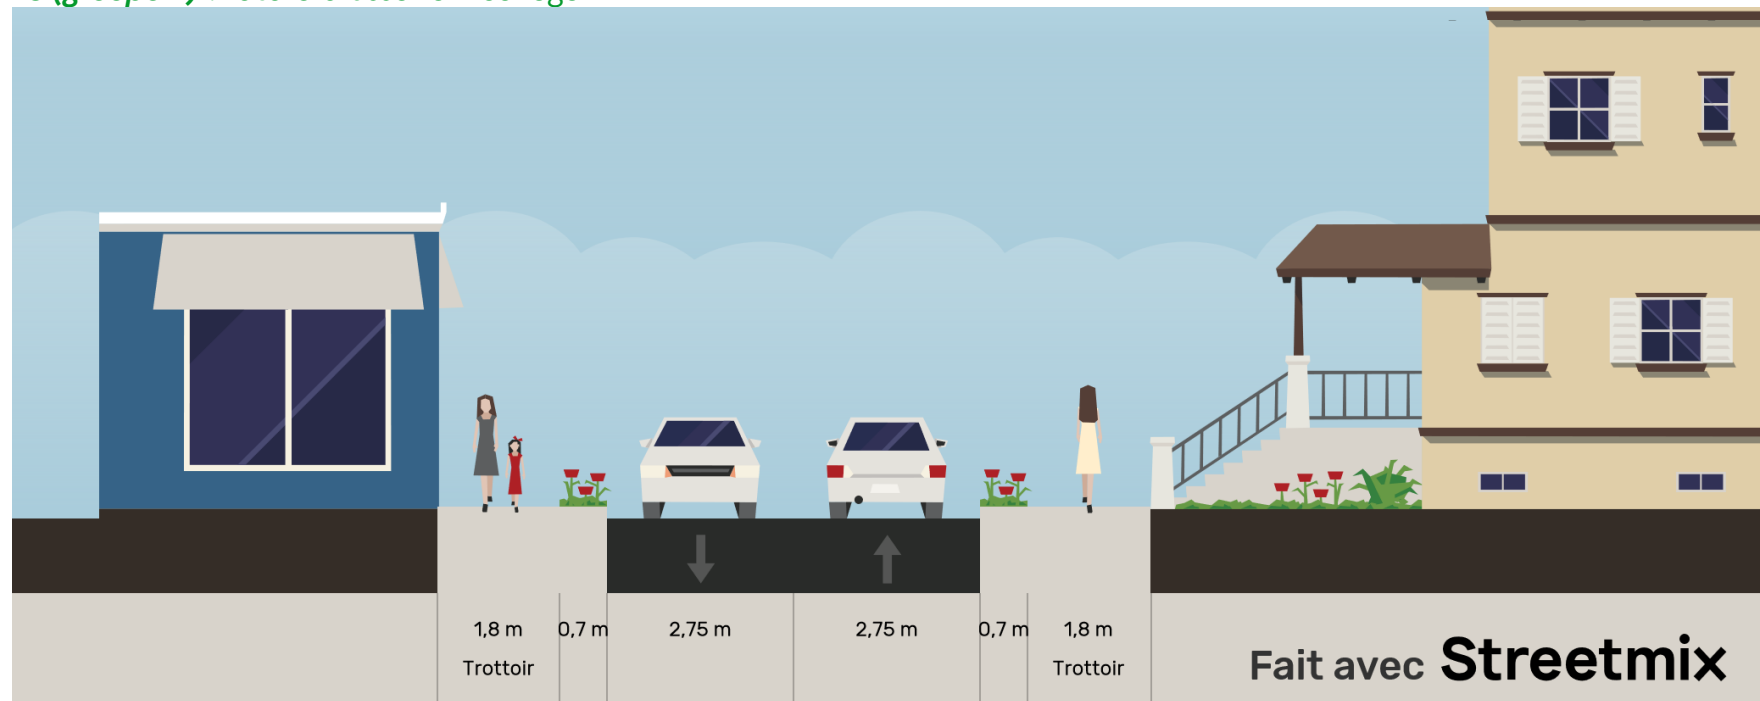 1,8 m
0,7 m
2,75 m
2,75 m
0,7 m
1,8 m
Trottoir
Trottoir
Fait avec Streetmix